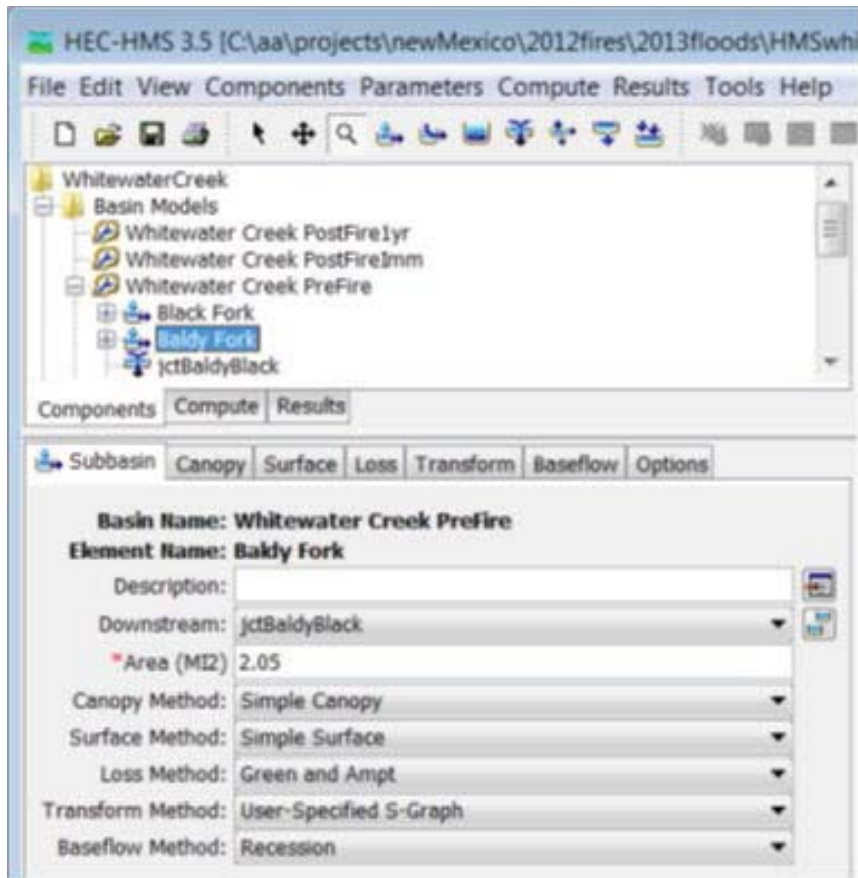 HEC-HMS 3.5 [C:\aa\projects\newMexico\2012fires\2013floods\HMSwhi
File Edit View Components Parameters Compute Results Tools Help
WhitewaterCreek
Basin Models
Whitewater Creek PostFire1yr
Whitewater Creek PostFireImm
Whitewater Creek PreFire
Black Fork
Baldy Fork
jctBaldyBlack
Components Compute Results
Subbasin Canopy Surface Loss Transform Baseflow Options
Basin Name: Whitewater Creek PreFire
Element Name: Baldy Fork
Description:
Downstream: jctBaldyBlack
*Area (MI2) 2.05
Canopy Method: Simple Canopy
Surface Method: Simple Surface
Loss Method: Green and Ampt
Transform Method: User-Specified S-Graph
Baseflow Method: Recession